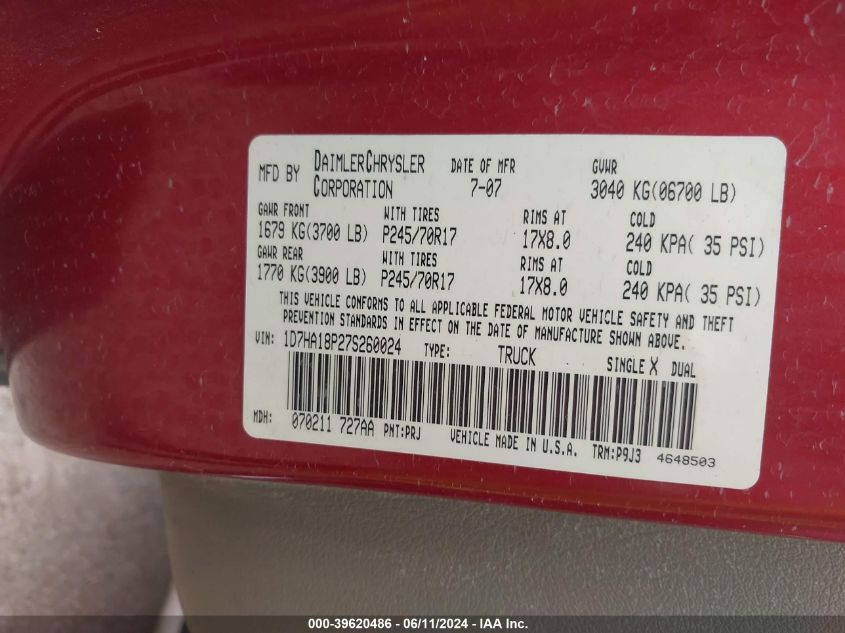 MFD BY DAIMLERCHRYSLER CORPORATION DATE OF MFR 7-07 GVWR 3040 KG(06700 LB)
GAWR FRONT WITH TIRES RIMS AT COLD
1679 KG(3700 LB) P245/70R17 17X8.0 240 KPA( 35 PSI)
GAWR REAR WITH TIRES RIMS AT COLD
1770 KG(3900 LB) P245/70R17 17X8.0 240 KPA( 35 PSI)
THIS VEHICLE CONFORMS TO ALL APPLICABLE FEDERAL MOTOR VEHICLE SAFETY AND THEFT
PREVENTION STANDARDS IN EFFECT ON THE DATE OF MANUFACTURE SHOWN ABOVE.
VIN: 1D7HA18P27S260024 TYPE: TRUCK SINGLE X DUAL
MDH: 070211 727AA PNT:PRJ VEHICLE MADE IN U.S.A. TRM:P9J3 4648503
000-39620486 - 06/11/2024 - IAA Inc.